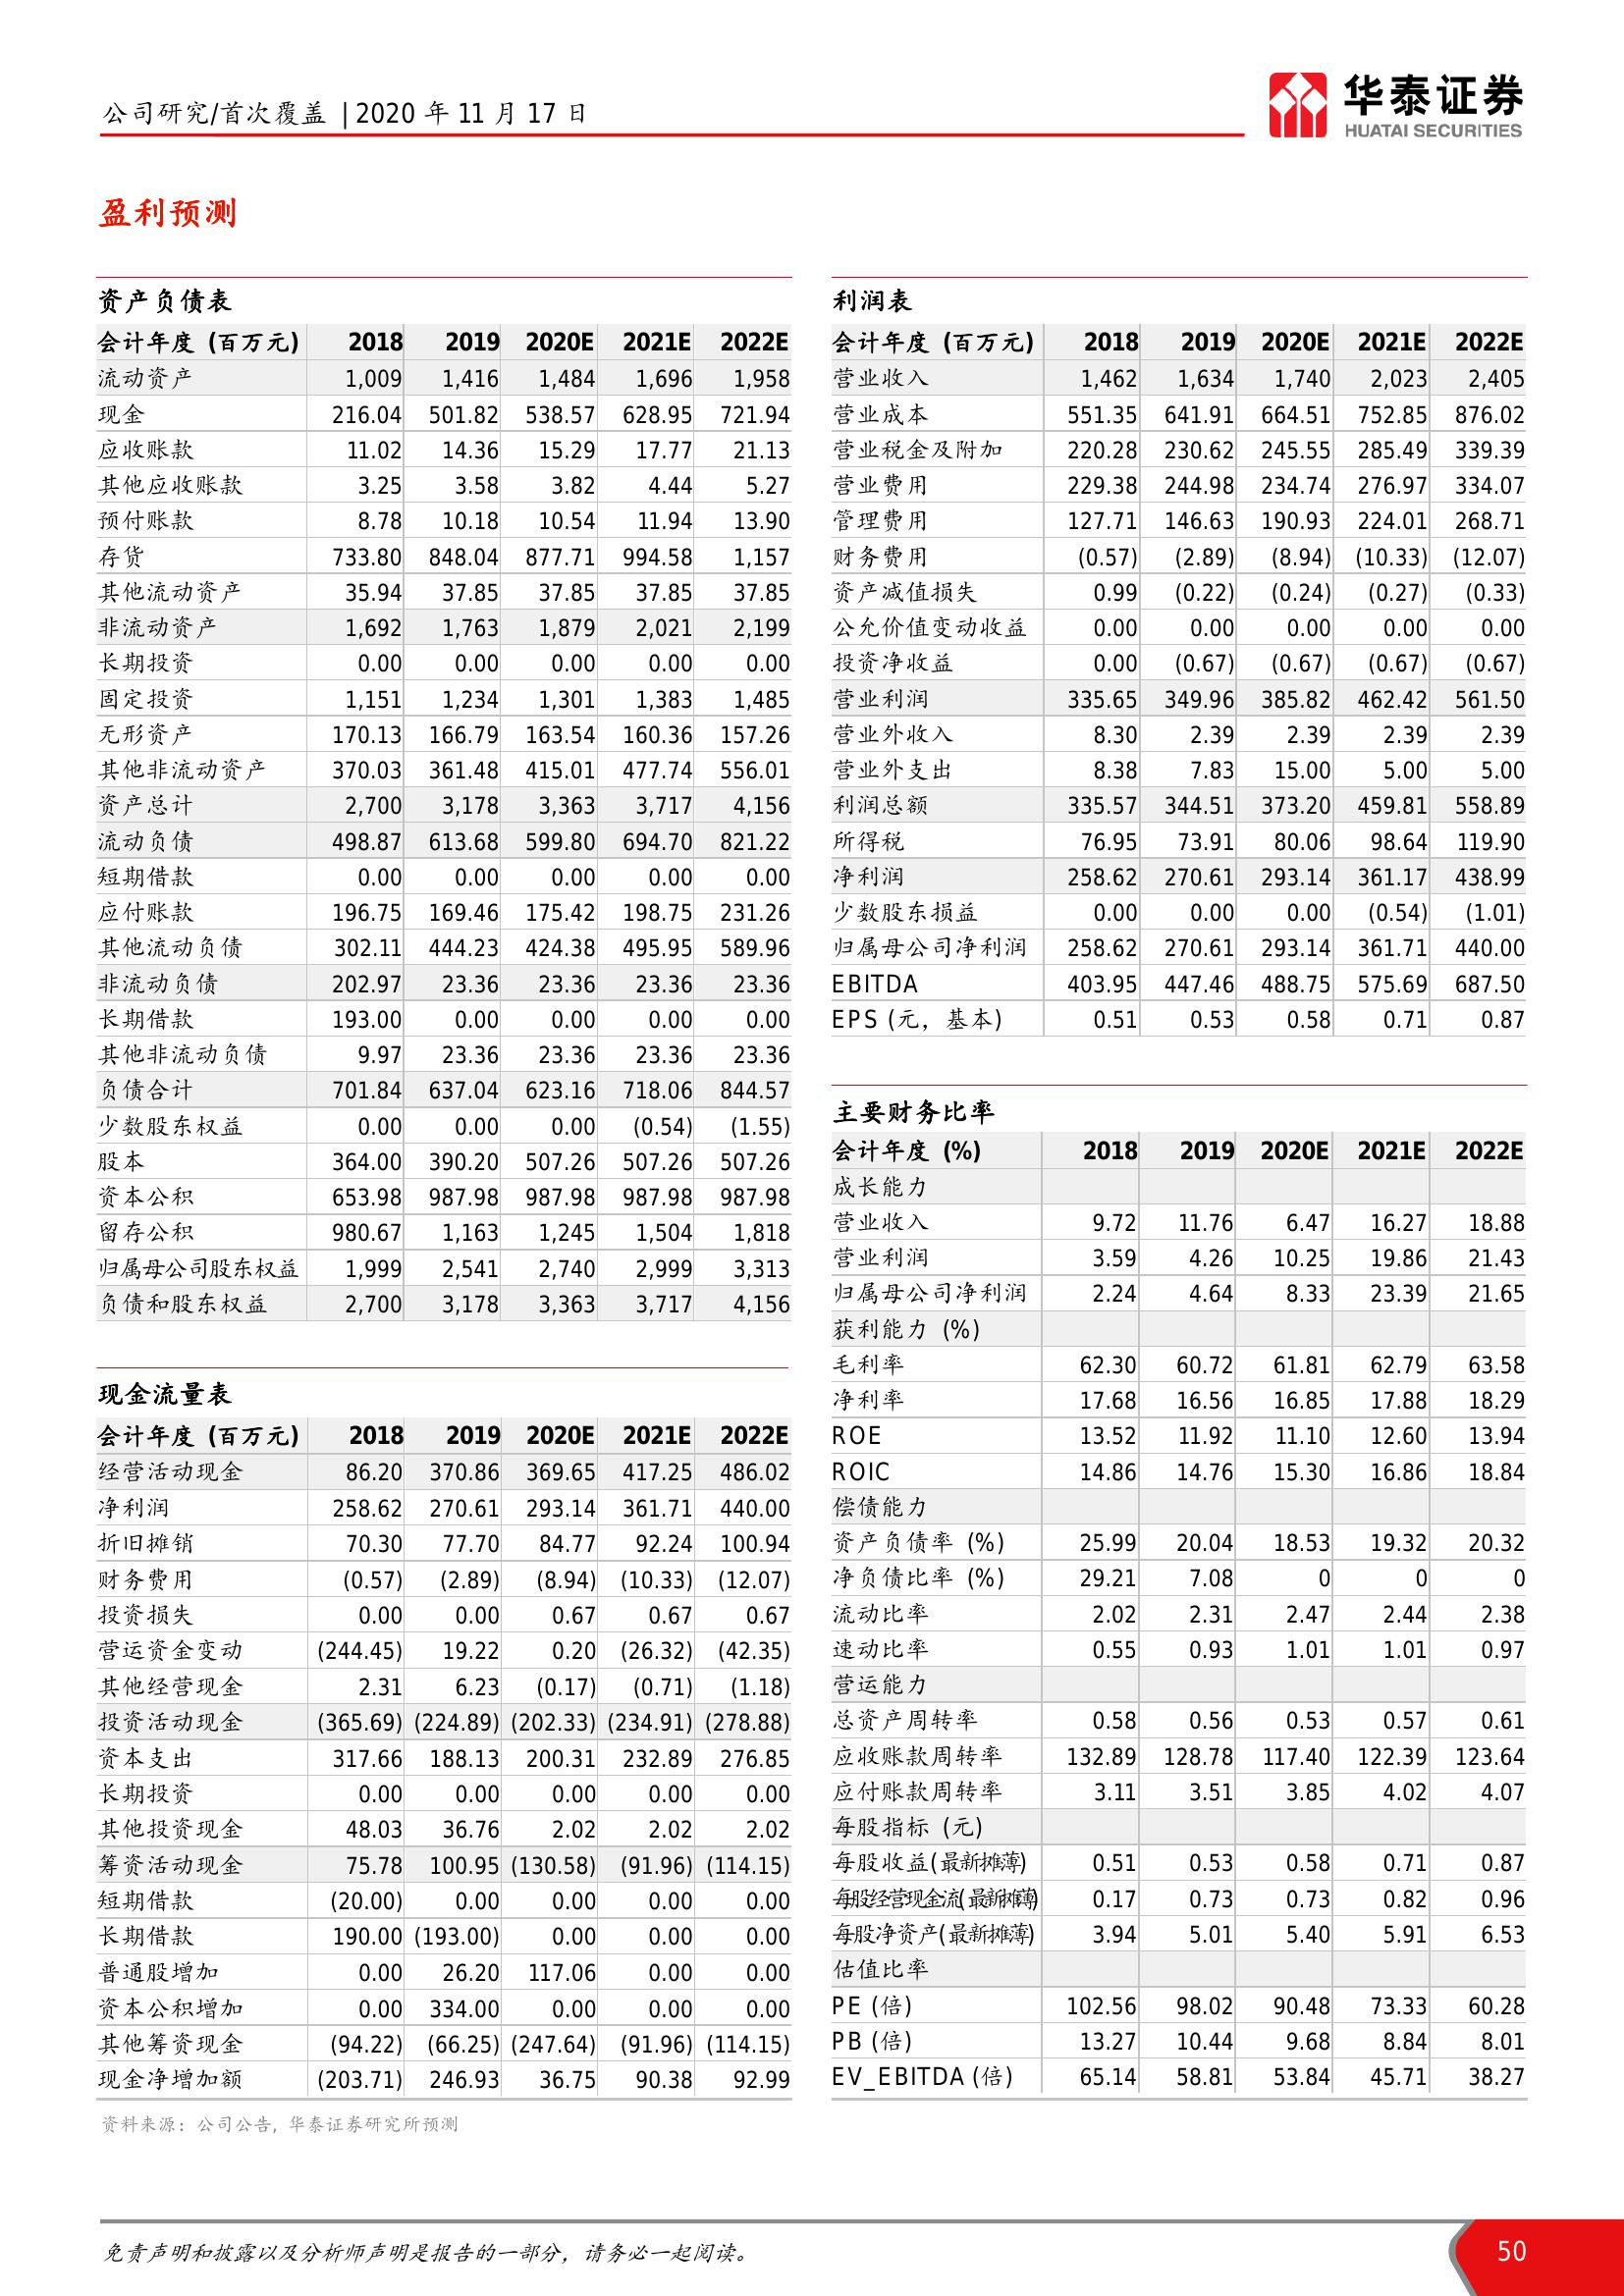 公司研究/首次覆盖 | 2020 年 11 月 17 日
华泰证券
HUATAI SECURITIES
盈利预测
资产负债表
会计年度 (百万元) 2018 2019 2020E 2021E 2022E
流动资产 1,009 1,416 1,484 1,696 1,958
现金 216.04 501.82 538.57 628.95 721.94
应收账款 11.02 14.36 15.29 17.77 21.13
其他应收账款 3.25 3.58 3.82 4.44 5.27
预付账款 8.78 10.18 10.54 11.94 13.90
存货 733.80 848.04 877.71 994.58 1,157
其他流动资产 35.94 37.85 37.85 37.85 37.85
非流动资产 1,692 1,763 1,879 2,021 2,199
长期投资 0.00 0.00 0.00 0.00 0.00
固定投资 1,151 1,234 1,301 1,383 1,485
无形资产 170.13 166.79 163.54 160.36 157.26
其他非流动资产 370.03 361.48 415.01 477.74 556.01
资产总计 2,700 3,178 3,363 3,717 4,156
流动负债 498.87 613.68 599.80 694.70 821.22
短期借款 0.00 0.00 0.00 0.00 0.00
应付账款 196.75 169.46 175.42 198.75 231.26
其他流动负债 302.11 444.23 424.38 495.95 589.96
非流动负债 202.97 23.36 23.36 23.36 23.36
长期借款 193.00 0.00 0.00 0.00 0.00
其他非流动负债 9.97 23.36 23.36 23.36 23.36
负债合计 701.84 637.04 623.16 718.06 844.57
少数股东权益 0.00 0.00 0.00 (0.54) (1.55)
股本 364.00 390.20 507.26 507.26 507.26
资本公积 653.98 987.98 987.98 987.98 987.98
留存公积 980.67 1,163 1,245 1,504 1,818
归属母公司股东权益 1,999 2,541 2,740 2,999 3,313
负债和股东权益 2,700 3,178 3,363 3,717 4,156
现金流量表
会计年度 (百万元) 2018 2019 2020E 2021E 2022E
经营活动现金 86.20 370.86 369.65 417.25 486.02
净利润 258.62 270.61 293.14 361.71 440.00
折旧摊销 70.30 77.70 84.77 92.24 100.94
财务费用 (0.57) (2.89) (8.94) (10.33) (12.07)
投资损失 0.00 0.00 0.67 0.67 0.67
营运资金变动 (244.45) 19.22 0.20 (26.32) (42.35)
其他经营现金 2.31 6.23 (0.17) (0.71) (1.18)
投资活动现金 (365.69) (224.89) (202.33) (234.91) (278.88)
资本支出 317.66 188.13 200.31 232.89 276.85
长期投资 0.00 0.00 0.00 0.00 0.00
其他投资现金 48.03 36.76 2.02 2.02 2.02
筹资活动现金 75.78 100.95 (130.58) (91.96) (114.15)
短期借款 (20.00) 0.00 0.00 0.00 0.00
长期借款 190.00 (193.00) 0.00 0.00 0.00
普通股增加 0.00 26.20 117.06 0.00 0.00
资本公积增加 0.00 334.00 0.00 0.00 0.00
其他筹资现金 (94.22) (66.25) (247.64) (91.96) (114.15)
现金净增加额 (203.71) 246.93 36.75 90.38 92.99
资料来源：公司公告, 华泰证券研究所预测
利润表
会计年度 (百万元) 2018 2019 2020E 2021E 2022E
营业收入 1,462 1,634 1,740 2,023 2,405
营业成本 551.35 641.91 664.51 752.85 876.02
营业税金及附加 220.28 230.62 245.55 285.49 339.39
营业费用 229.38 244.98 234.74 276.97 334.07
管理费用 127.71 146.63 190.93 224.01 268.71
财务费用 (0.57) (2.89) (8.94) (10.33) (12.07)
资产减值损失 0.99 (0.22) (0.24) (0.27) (0.33)
公允价值变动收益 0.00 0.00 0.00 0.00 0.00
投资净收益 0.00 (0.67) (0.67) (0.67) (0.67)
营业利润 335.65 349.96 385.82 462.42 561.50
营业外收入 8.30 2.39 2.39 2.39 2.39
营业外支出 8.38 7.83 15.00 5.00 5.00
利润总额 335.57 344.51 373.20 459.81 558.89
所得税 76.95 73.91 80.06 98.64 119.90
净利润 258.62 270.61 293.14 361.17 438.99
少数股东损益 0.00 0.00 0.00 (0.54) (1.01)
归属母公司净利润 258.62 270.61 293.14 361.71 440.00
EBITDA 403.95 447.46 488.75 575.69 687.50
EPS (元，基本) 0.51 0.53 0.58 0.71 0.87
主要财务比率
会计年度 (%) 2018 2019 2020E 2021E 2022E
成长能力
营业收入 9.72 11.76 6.47 16.27 18.88
营业利润 3.59 4.26 10.25 19.86 21.43
归属母公司净利润 2.24 4.64 8.33 23.39 21.65
获利能力 (%)
毛利率 62.30 60.72 61.81 62.79 63.58
净利率 17.68 16.56 16.85 17.88 18.29
ROE 13.52 11.92 11.10 12.60 13.94
ROIC 14.86 14.76 15.30 16.86 18.84
偿债能力
资产负债率 (%) 25.99 20.04 18.53 19.32 20.32
净负债比率 (%) 29.21 7.08 0 0 0
流动比率 2.02 2.31 2.47 2.44 2.38
速动比率 0.55 0.93 1.01 1.01 0.97
营运能力
总资产周转率 0.58 0.56 0.53 0.57 0.61
应收账款周转率 132.89 128.78 117.40 122.39 123.64
应付账款周转率 3.11 3.51 3.85 4.02 4.07
每股指标 (元)
每股收益(最新摊薄) 0.51 0.53 0.58 0.71 0.87
每股经营现金流(最新摊薄) 0.17 0.73 0.73 0.82 0.96
每股净资产(最新摊薄) 3.94 5.01 5.40 5.91 6.53
估值比率
PE (倍) 102.56 98.02 90.48 73.33 60.28
PB (倍) 13.27 10.44 9.68 8.84 8.01
EV_EBITDA (倍) 65.14 58.81 53.84 45.71 38.27
免责声明和披露以及分析师声明是报告的一部分，请务必一起阅读。
50